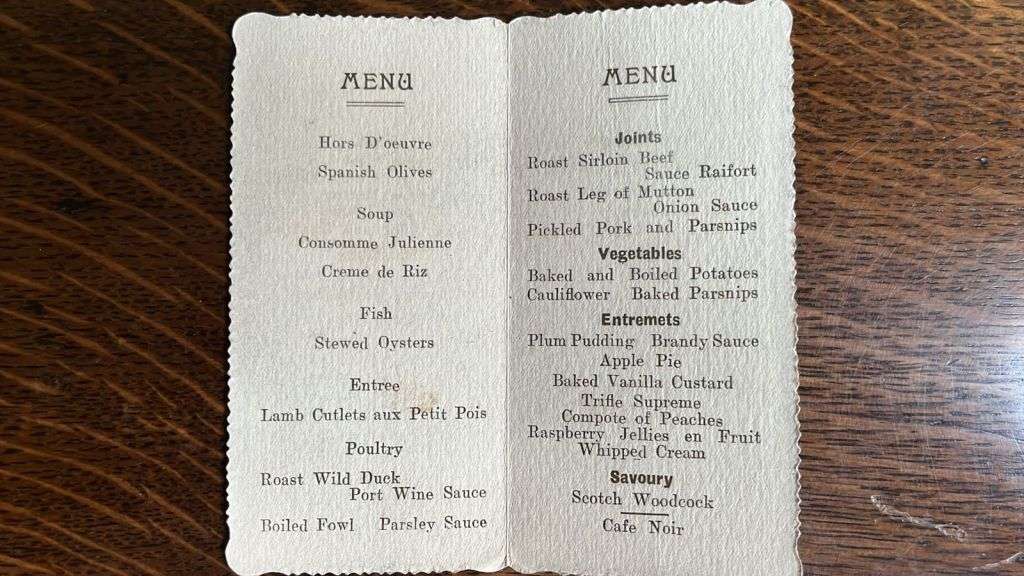 MENU
Hors D'oeuvre
Spanish Olives
Soup
Consomme Julienne
Creme de Riz
Fish
Stewed Oysters
Entree
Lamb Cutlets aux Petit Pois
Poultry
Roast Wild Duck
Port Wine Sauce
Boiled Fowl Parsley Sauce
MENU
Joints
Roast Sirloin Beef
Sauce Raifort
Roast Leg of Mutton
Onion Sauce
Pickled Pork and Parsnips
Vegetables
Baked and Boiled Potatoes
Cauliflower Baked Parsnips
Entremets
Plum Pudding Brandy Sauce
Apple Pie
Baked Vanilla Custard
Trifle Supreme
Compote of Peaches
Raspberry Jellies en Fruit
Whipped Cream
Savoury
Scotch Woodcock
Cafe Noir